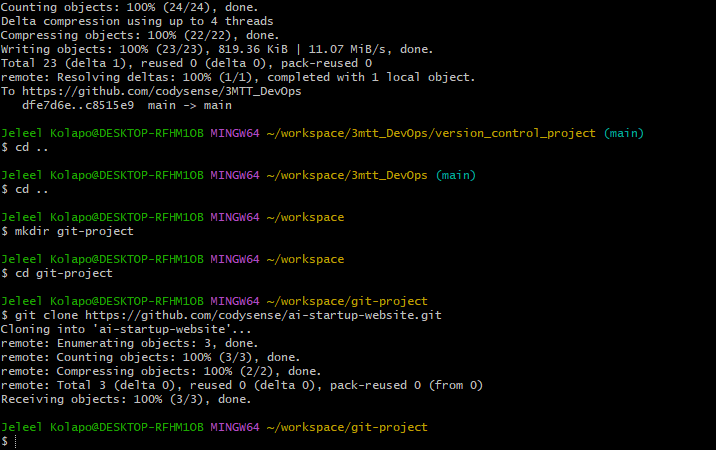 Counting objects: 100% (24/24), done.
Delta compression using up to 4 threads
Compressing objects: 100% (22/22), done.
Writing objects: 100% (23/23), 819.36 KiB | 11.07 MiB/s, done.
Total 23 (delta 1), reused 0 (delta 0), pack-reused 0
remote: Resolving deltas: 100% (1/1), completed with 1 local object.
To https://github.com/codysense/3MTT_DevOps
   dfe7d6e..c8515e9  main -> main
Jeleel Kolapo@DESKTOP-RFHM1OB MINGW64 ~/workspace/3mtt_DevOps/version_control_project (main)
$ cd ..
Jeleel Kolapo@DESKTOP-RFHM1OB MINGW64 ~/workspace/3mtt_DevOps (main)
$ cd ..
Jeleel Kolapo@DESKTOP-RFHM1OB MINGW64 ~/workspace
$ mkdir git-project
Jeleel Kolapo@DESKTOP-RFHM1OB MINGW64 ~/workspace
$ cd git-project
Jeleel Kolapo@DESKTOP-RFHM1OB MINGW64 ~/workspace/git-project
$ git clone https://github.com/codysense/ai-startup-website.git
Cloning into 'ai-startup-website'...
remote: Enumerating objects: 3, done.
remote: Counting objects: 100% (3/3), done.
remote: Compressing objects: 100% (2/2), done.
remote: Total 3 (delta 0), reused 0 (delta 0), pack-reused 0 (from 0)
Receiving objects: 100% (3/3), done.
Jeleel Kolapo@DESKTOP-RFHM1OB MINGW64 ~/workspace/git-project
$